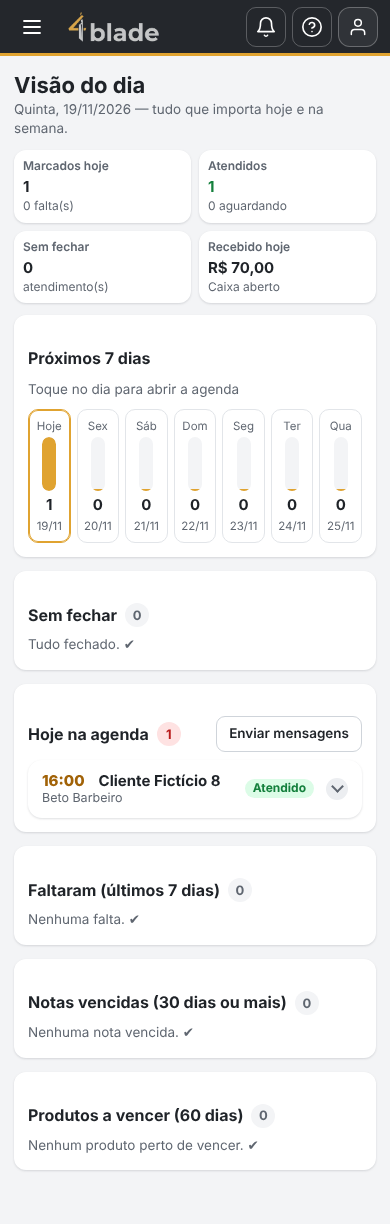 4blade
Visão do dia
Quinta, 19/11/2026 — tudo que importa hoje e na
semana.
Marcados hoje
1
0 falta(s)
Atendidos
1
0 aguardando
Sem fechar
0
atendimento(s)
Recebido hoje
R$ 70,00
Caixa aberto
Próximos 7 dias
Toque no dia para abrir a agenda
Hoje
1
19/11
Sex
0
20/11
Sáb
0
21/11
Dom
0
22/11
Seg
0
23/11
Ter
0
24/11
Qua
0
25/11
Sem fechar 0
Tudo fechado. ✔
Hoje na agenda 1 Enviar mensagens
16:00 Cliente Fictício 8
Beto Barbeiro
Atendido
Faltaram (últimos 7 dias) 0
Nenhuma falta. ✔
Notas vencidas (30 dias ou mais) 0
Nenhuma nota vencida. ✔
Produtos a vencer (60 dias) 0
Nenhum produto perto de vencer. ✔